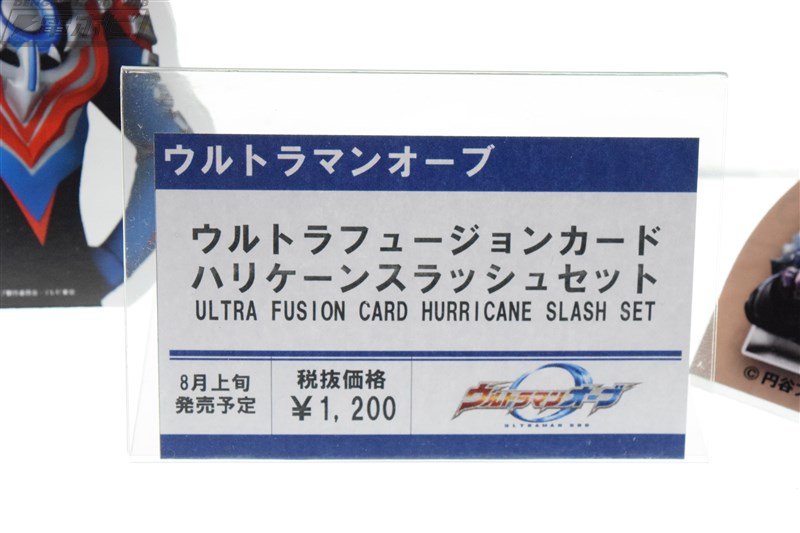 ウルトラマンオーブ
ウルトラフュージョンカード
ハリケーンスラッシュセット
ULTRA FUSION CARD HURRICANE SLASH SET
8月上旬
発売予定
税抜価格
¥1,200
ウルトラマンオーブ
ULTRAMAN ORB
©円谷プ